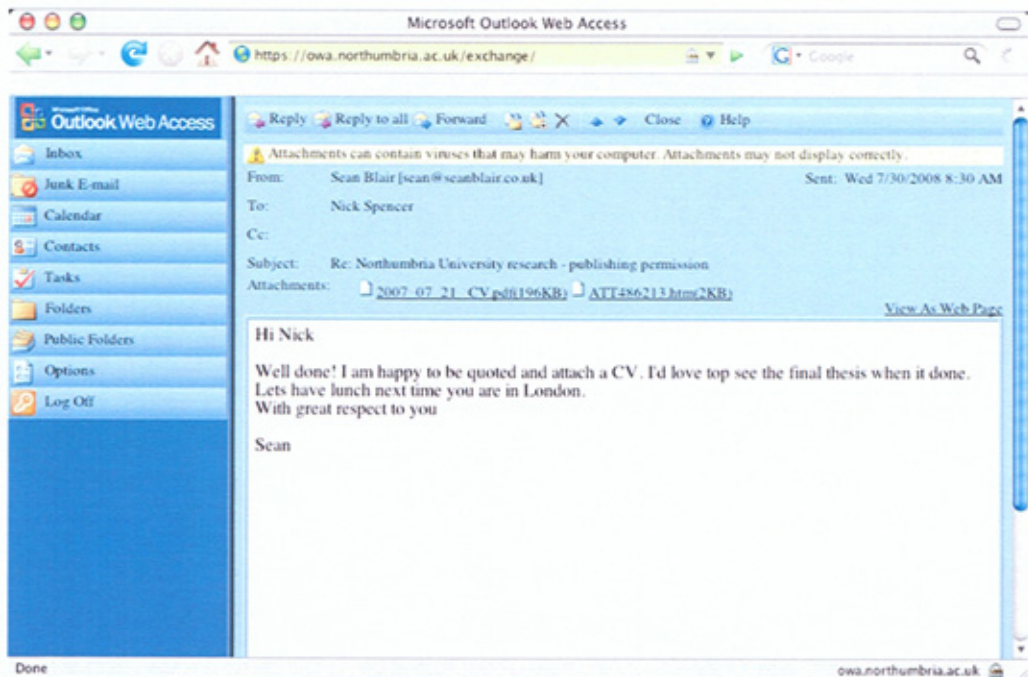 Microsoft Outlook Web Access
https://owa.northumbria.ac.uk/exchange/
G Google
Microsoft Office
Outlook Web Access
Reply Reply to all Forward Close Help
Inbox
Junk E-mail
Calendar
Contacts
Tasks
Folders
Public Folders
Options
Log Off
Attachments can contain viruses that may harm your computer. Attachments may not display correctly.
From: Sean Blair [sean@seanblair.co.uk] Sent: Wed 7/30/2008 8:30 AM
To: Nick Spencer
Cc:
Subject: Re: Northumbria University research - publishing permission
Attachments: 2007_07_21_CV.pdf(196KB) ATT486213.htm(2KB)
View As Web Page
Hi Nick
Well done! I am happy to be quoted and attach a CV. I'd love top see the final thesis when it done.
Lets have lunch next time you are in London.
With great respect to you
Sean
Done owa.northumbria.ac.uk